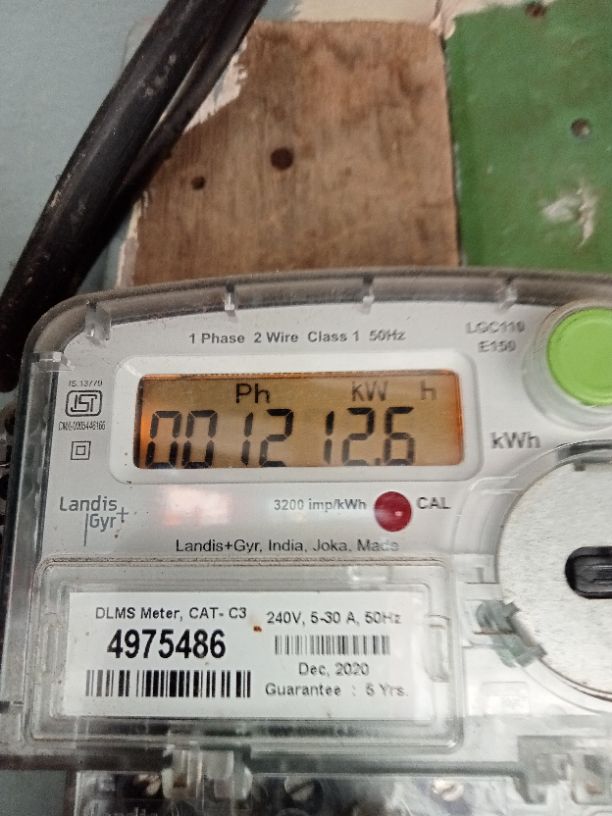 1 Phase 2 Wire Class 1 50Hz
LGC110
E150
IS 13779
ISI
Ph kW h
001212.6
kWh
Landis
Gyr+
3200 imp/kWh
CAL
Landis+Gyr, India, Joka, Made
DLMS Meter, CAT- C3
4975486
240V, 5-30 A, 50Hz
Dec, 2020
Guarantee : 5 Yrs.